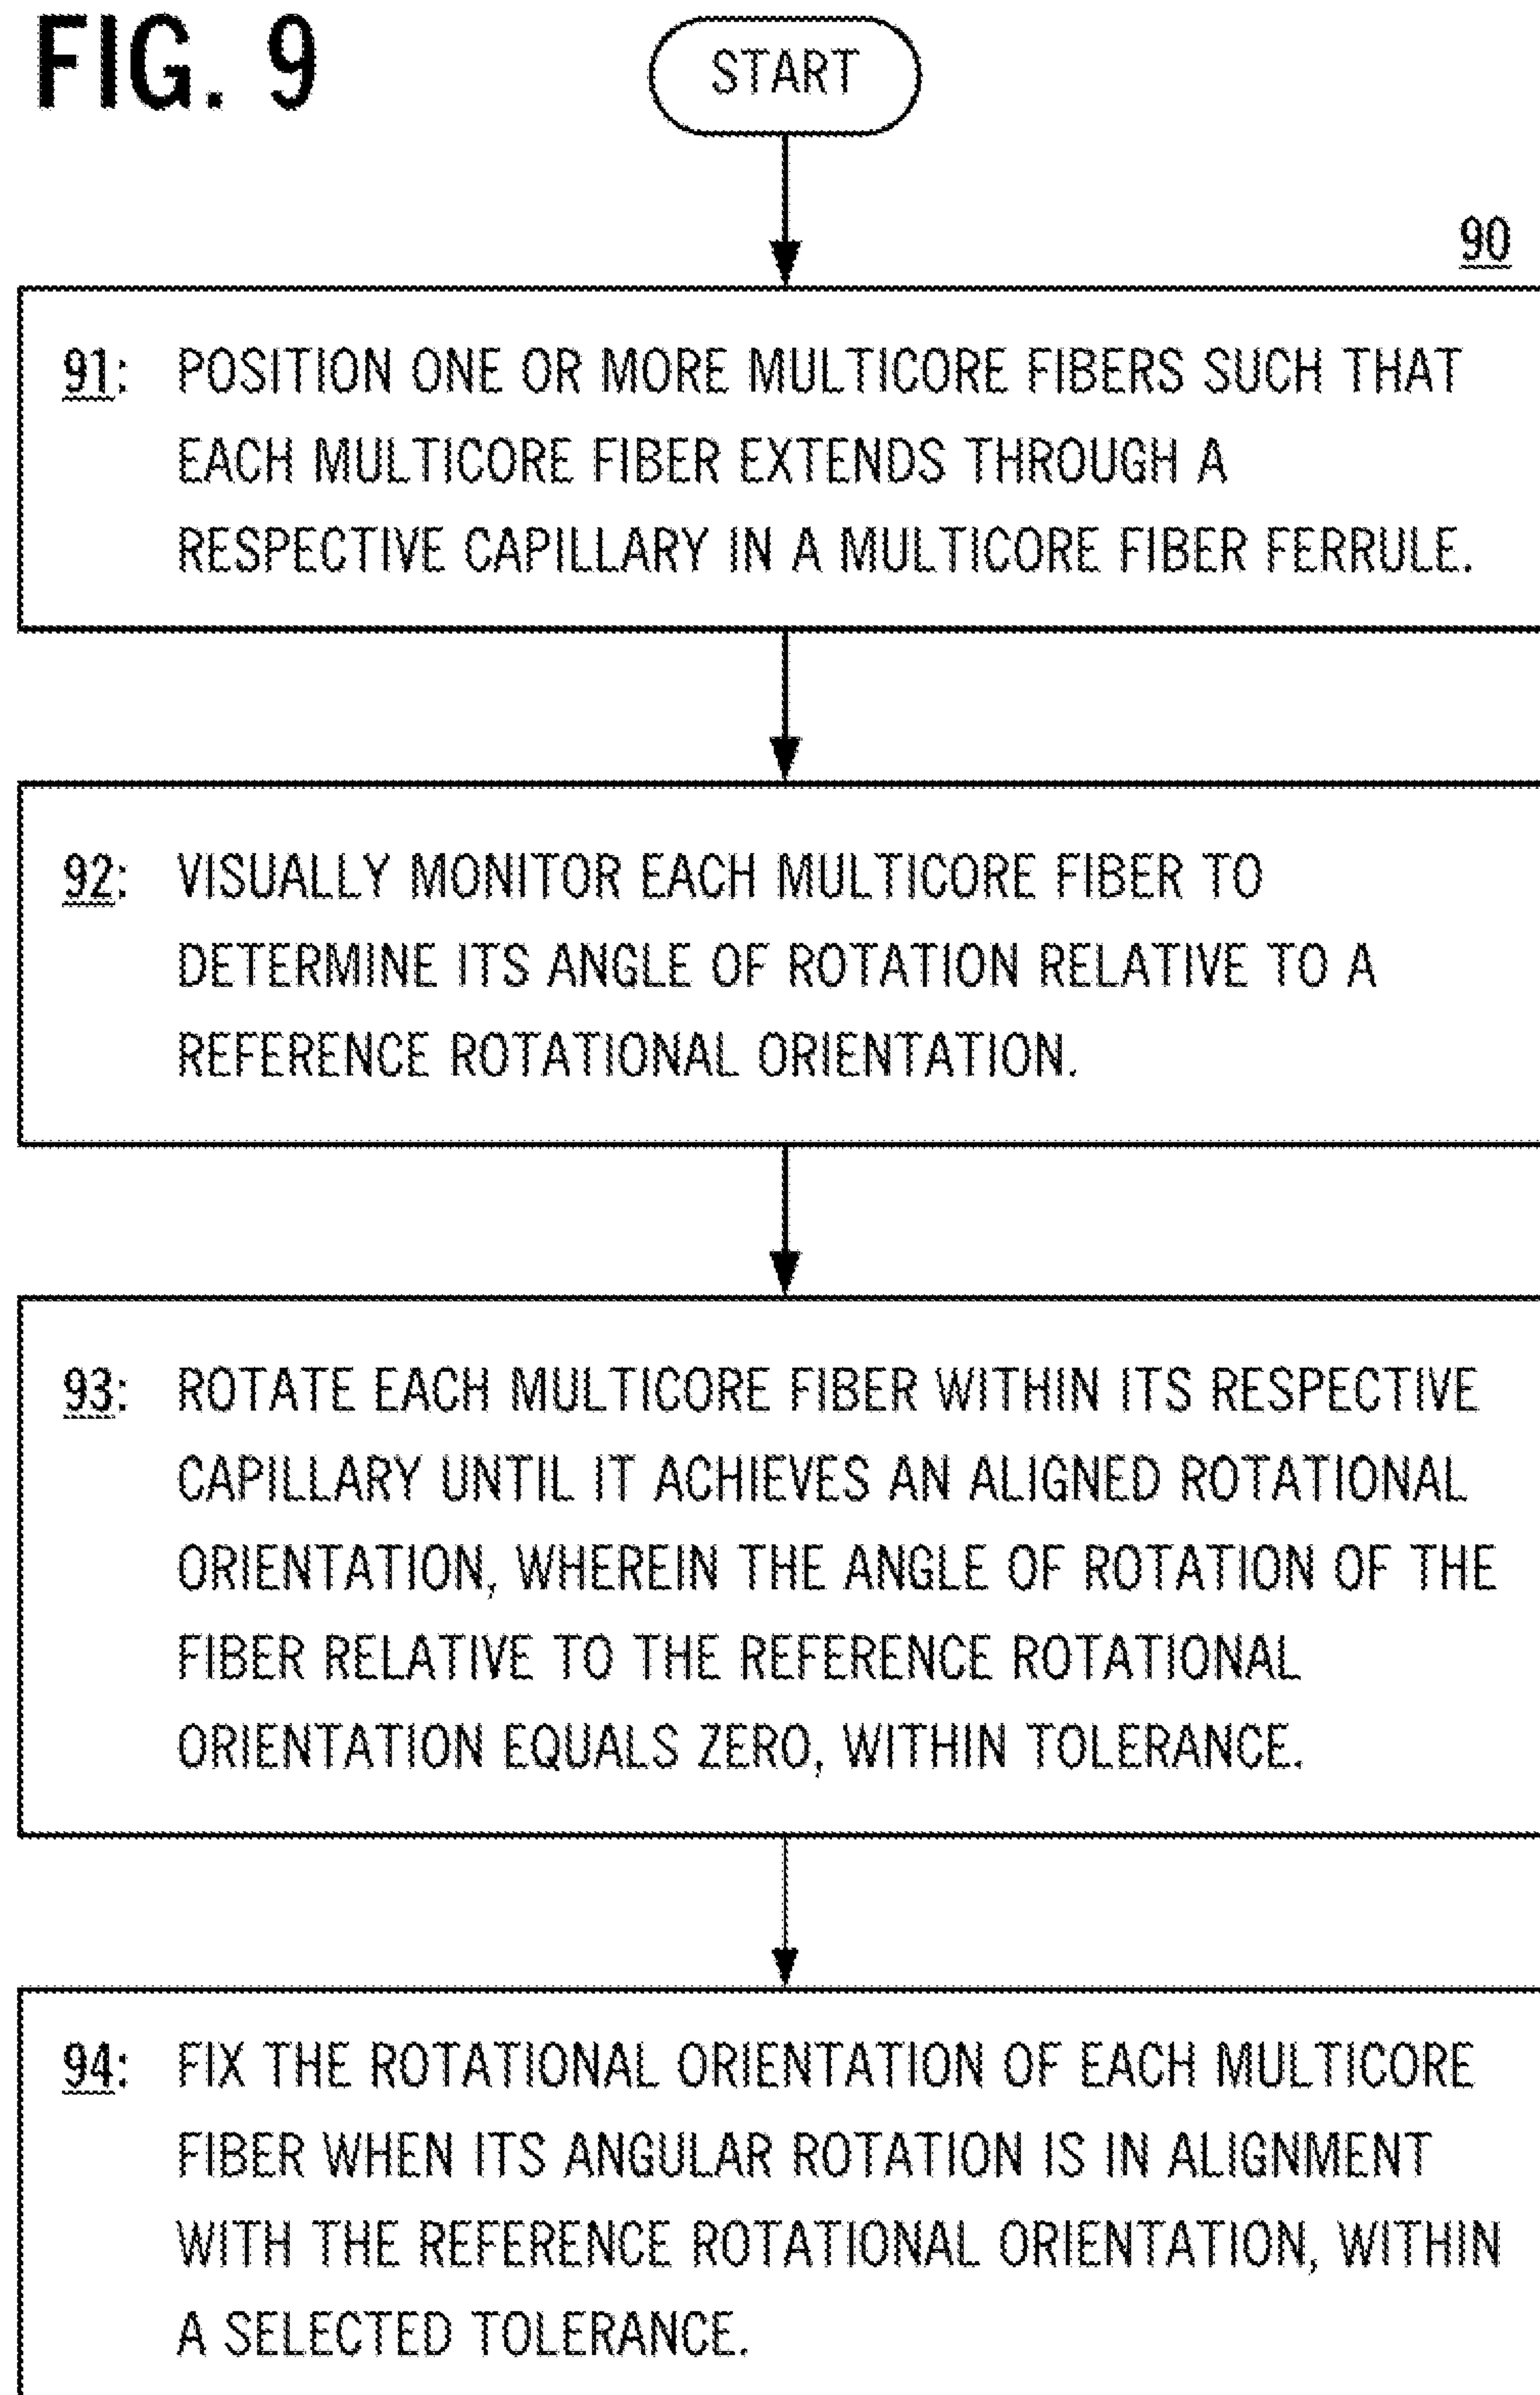 FIG. 9
START
90
91: POSITION ONE OR MORE MULTICORE FIBERS SUCH THAT
EACH MULTICORE FIBER EXTENDS THROUGH A
RESPECTIVE CAPILLARY IN A MULTICORE FIBER FERRULE.
92: VISUALLY MONITOR EACH MULTICORE FIBER TO
DETERMINE ITS ANGLE OF ROTATION RELATIVE TO A
REFERENCE ROTATIONAL ORIENTATION.
93: ROTATE EACH MULTICORE FIBER WITHIN ITS RESPECTIVE
CAPILLARY UNTIL IT ACHIEVES AN ALIGNED ROTATIONAL
ORIENTATION, WHEREIN THE ANGLE OF ROTATION OF THE
FIBER RELATIVE TO THE REFERENCE ROTATIONAL
ORIENTATION EQUALS ZERO, WITHIN TOLERANCE.
94: FIX THE ROTATIONAL ORIENTATION OF EACH MULTICORE
FIBER WHEN ITS ANGULAR ROTATION IS IN ALIGNMENT
WITH THE REFERENCE ROTATIONAL ORIENTATION, WITHIN
A SELECTED TOLERANCE.